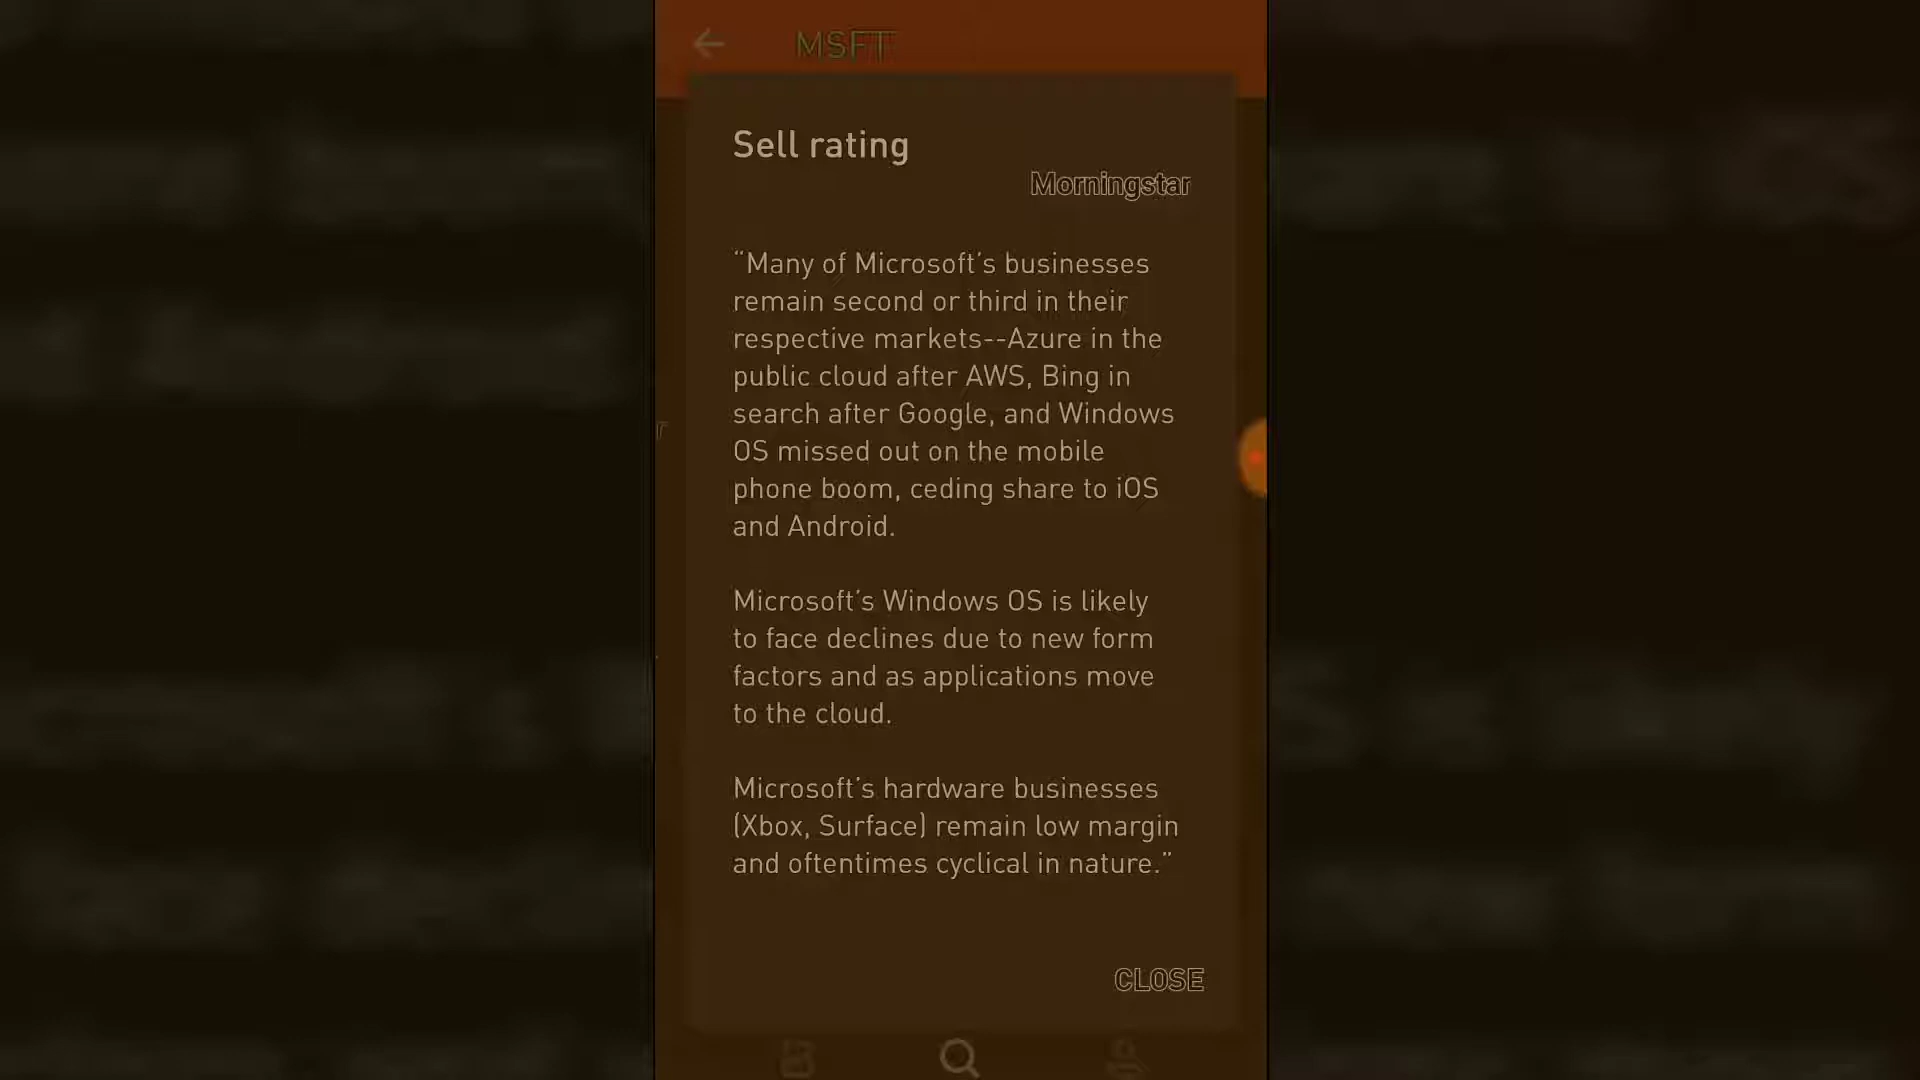 MSFT
Sell rating
Morningstar
“Many of Microsoft’s businesses
remain second or third in their
respective markets--Azure in the
public cloud after AWS, Bing in
search after Google, and Windows
OS missed out on the mobile
phone boom, ceding share to iOS
and Android.
Microsoft’s Windows OS is likely
to face declines due to new form
factors and as applications move
to the cloud.
Microsoft’s hardware businesses
(Xbox, Surface) remain low margin
and oftentimes cyclical in nature.”
CLOSE